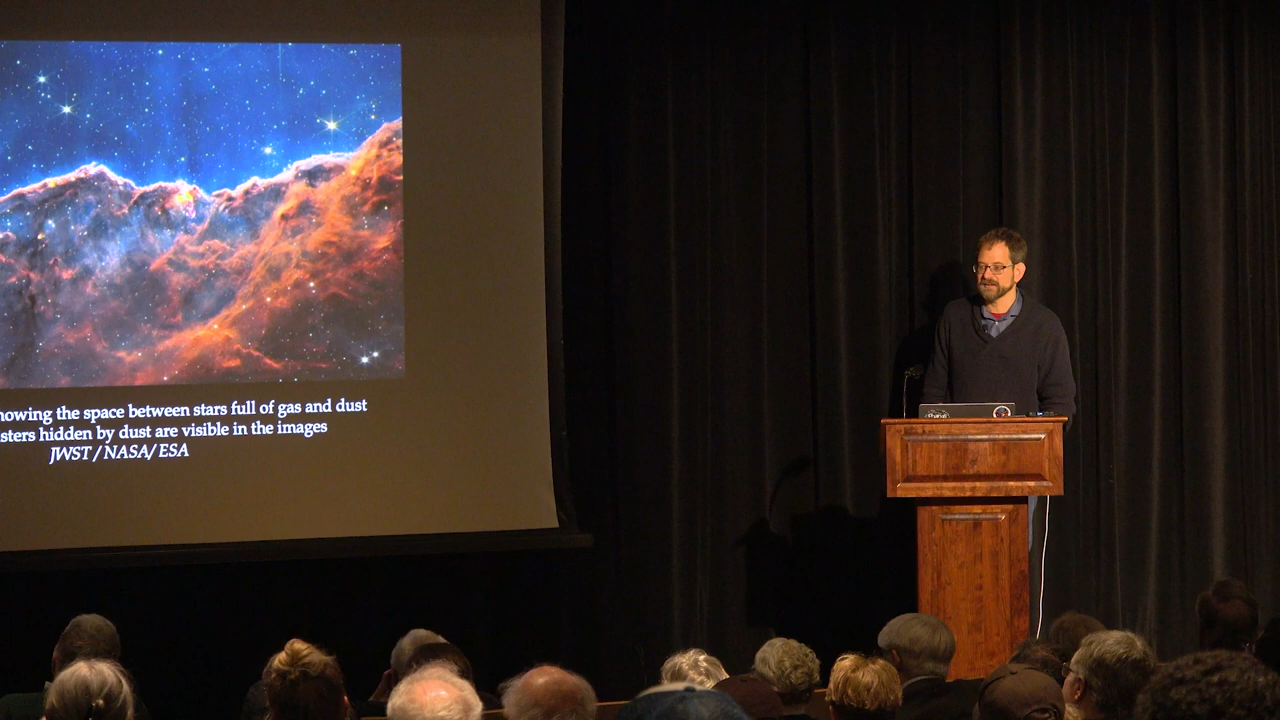 howing the space between stars full of gas and dust
sters hidden by dust are visible in the images
JWST / NASA/ ESA